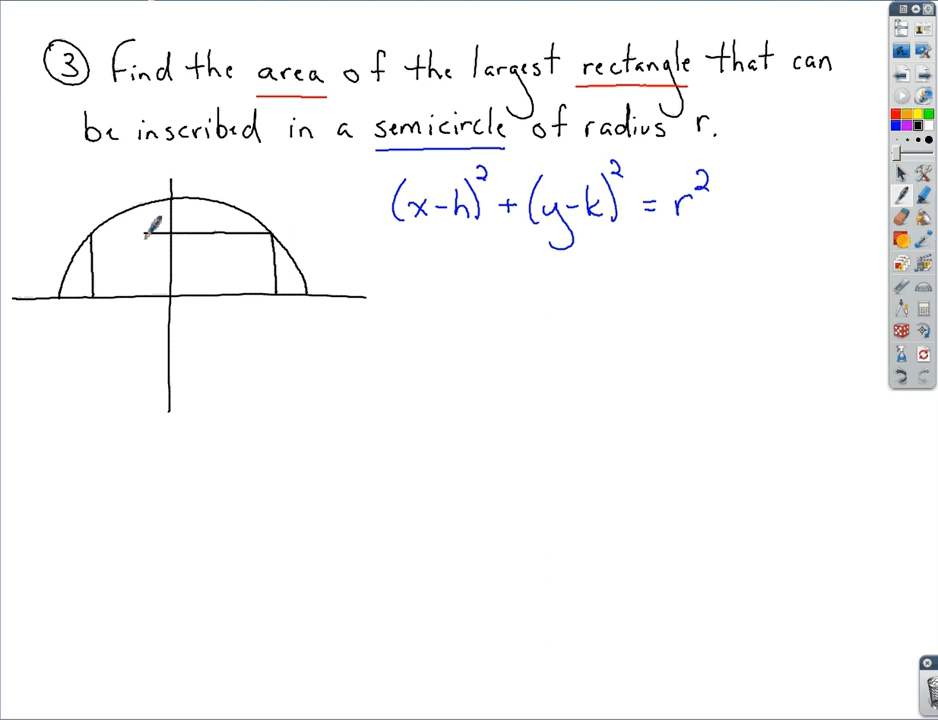 ③ Find the area of the largest rectangle that can
be inscribed in a semicircle of radius r.
(x-h)² + (y-k)² = r²